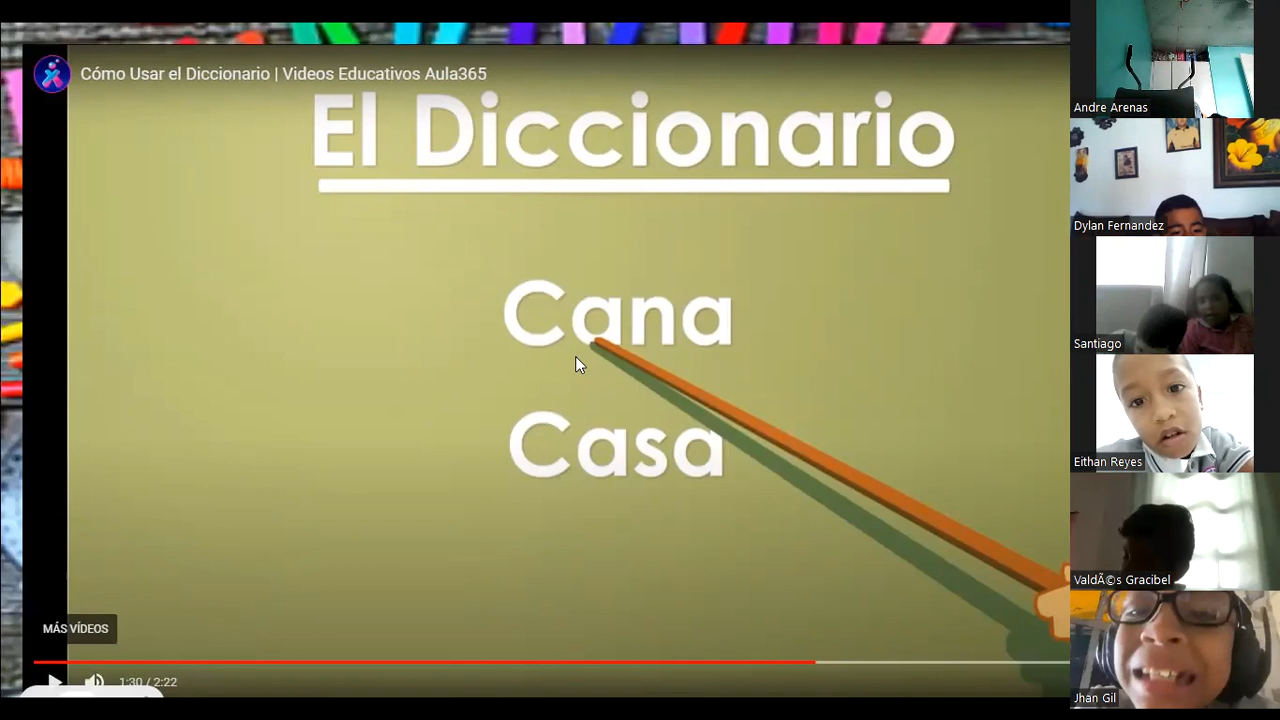 Cómo Usar el Diccionario | Videos Educativos Aula365
El Diccionario
Cana
Casa
MÁS VÍDEOS
1:30 / 2:22
Andre Arenas
Dylan Fernandez
Santiago
Eithan Reyes
ValdÃ©s Gracibel
Jhan Gil